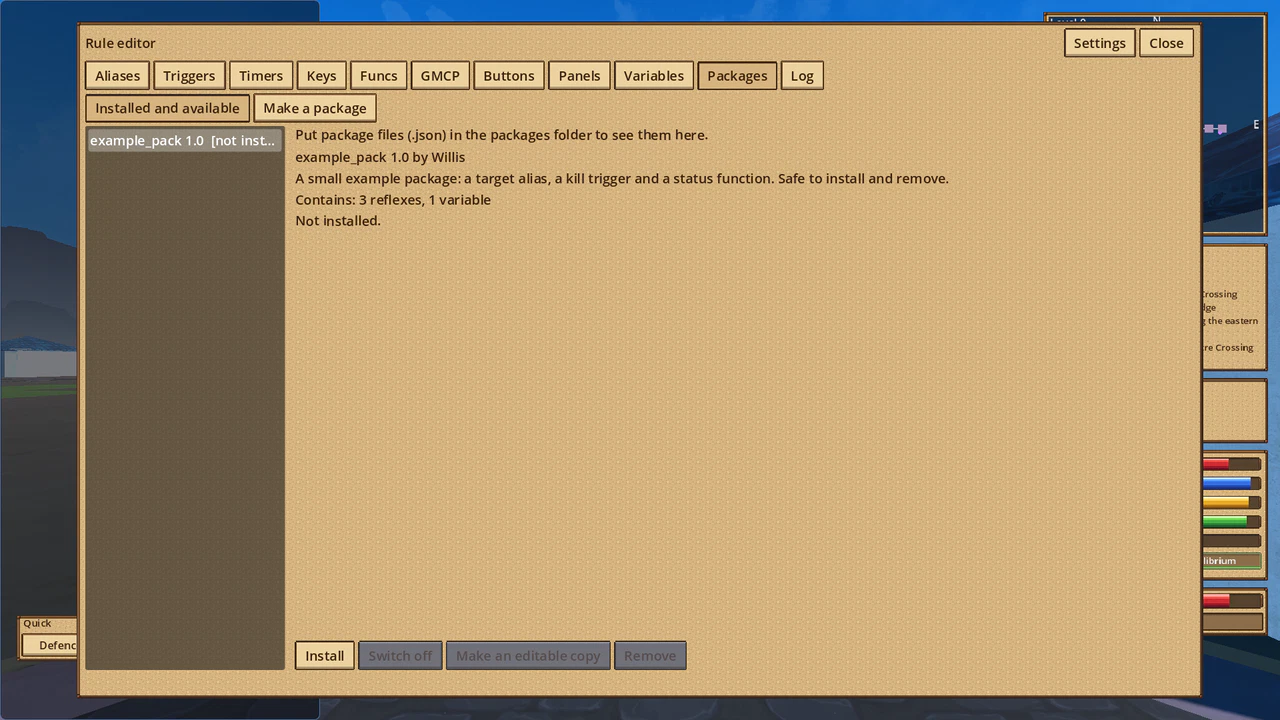 Level 0 N
Rule editor
Settings
Close
Aliases
Triggers
Timers
Keys
Funcs
GMCP
Buttons
Panels
Variables
Packages
Log
Installed and available
Make a package
example_pack 1.0 [not inst...
Put package files (.json) in the packages folder to see them here.
example_pack 1.0 by Willis
A small example package: a target alias, a kill trigger and a status function. Safe to install and remove.
Contains: 3 reflexes, 1 variable
Not installed.
E
Crossing
dge
g the eastern
re Crossing
librium
Quick
Defenc
Install
Switch off
Make an editable copy
Remove